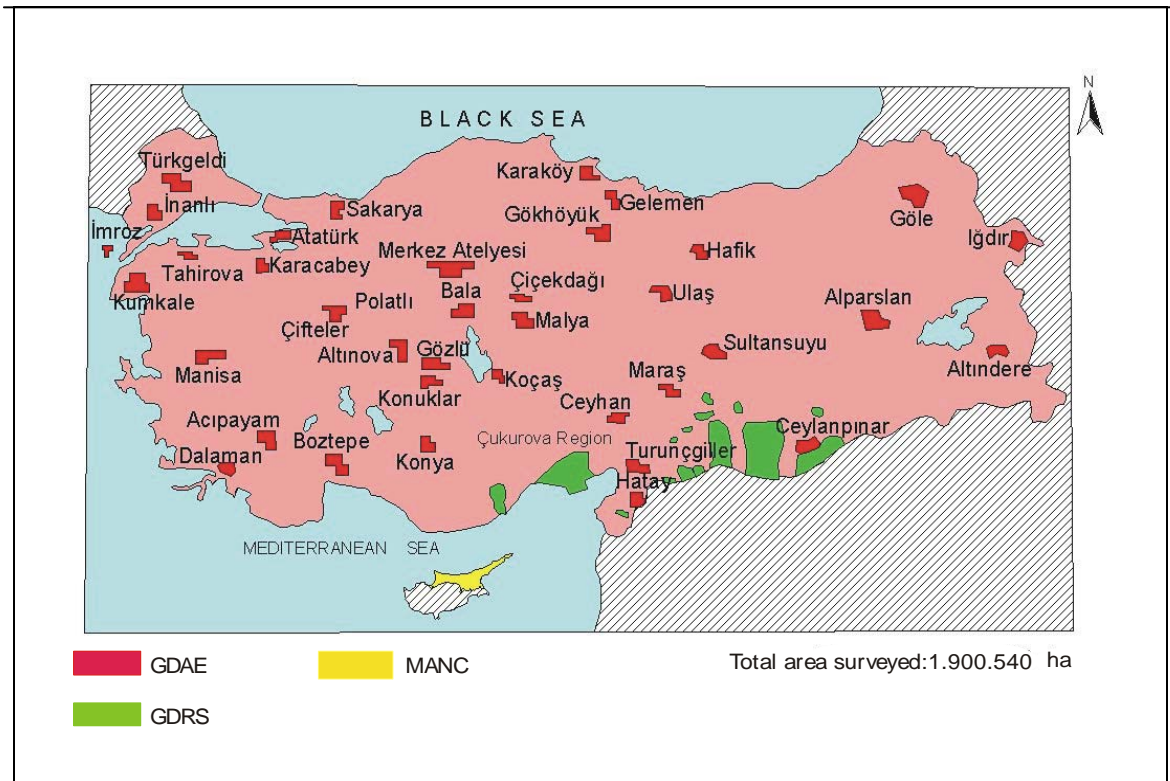 N
BLACK SEA
Türkgeldi
Karaköy
İnanlı
Sakarya
Gelemen
Göle
İmroz
Atatürk
Gökhöyük
Iğdır
Tahirova
Karacabey
Merkez Atelyesi
Hafik
Kumkale
Polatlı
Bala
Çiçekdağı
Ulaş
Alparslan
Çifteler
Malya
Altınova
Gözlü
Sultansuyu
Manisa
Koçaş
Maraş
Altındere
Konuklar
Ceyhan
Acıpayam
Boztepe
Çukurova Region
Ceylanpınar
Dalaman
Konya
Turunçgiller
Hatay
MEDITERRANEAN SEA
GDAE
MANC
Total area surveyed:1.900.540 ha
GDRS